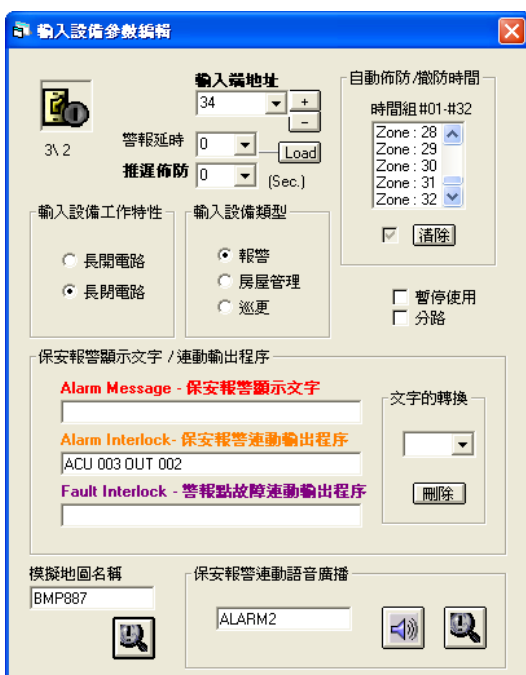 輸入設備參數編輯
輸入端地址
34
+
-
3\ 2
警報延時
0
Load
推遲佈防
0
(Sec.)
自動佈防/撤防時間
時間組#01-#32
Zone : 28
Zone : 29
Zone : 30
Zone : 31
Zone : 32
清除
輸入設備工作特性
長開電路
長閉電路
輸入設備類型
報警
房屋管理
巡更
暫停使用
分路
保安報警顯示文字 / 連動輸出程序
Alarm Message - 保安報警顯示文字
Alarm Interlock- 保安報警連動輸出程序
ACU 003 OUT 002
Fault Interlock - 警報點故障連動輸出程序
文字的轉換
刪除
模擬地圖名稱
BMP887
保安報警連動語音廣播
ALARM2